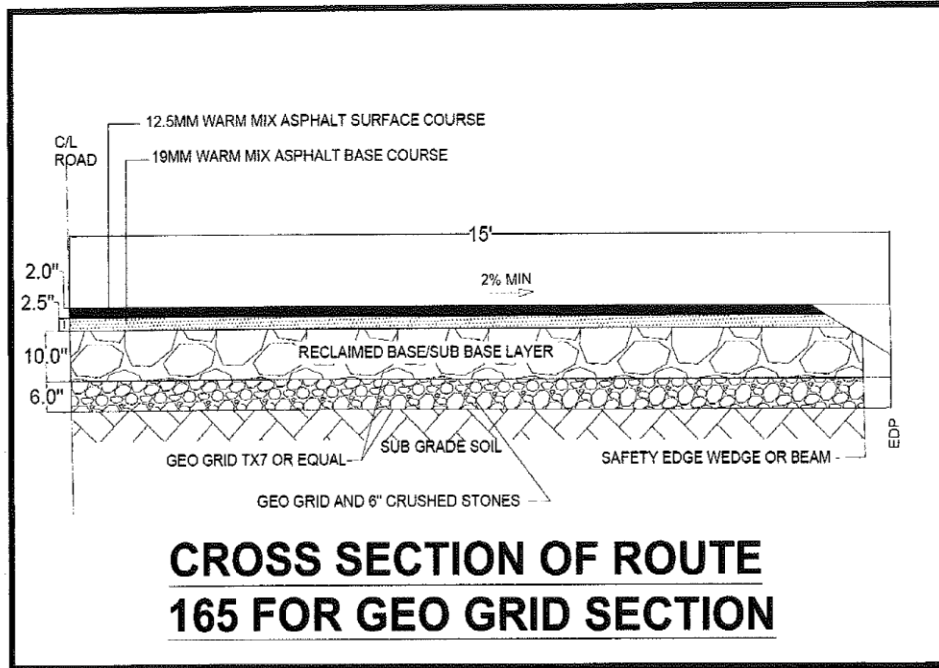 12.5MM WARM MIX ASPHALT SURFACE COURSE
C/L
ROAD
19MM WARM MIX ASPHALT BASE COURSE
15'
2.0"
2% MIN
2.5"
RECLAIMED BASE/SUB BASE LAYER
10.0"
6.0"
SUB GRADE SOIL
GEO GRID TX7 OR EQUAL
SAFETY EDGE WEDGE OR BEAM
EDP
GEO GRID AND 6" CRUSHED STONES
CROSS SECTION OF ROUTE
165 FOR GEO GRID SECTION